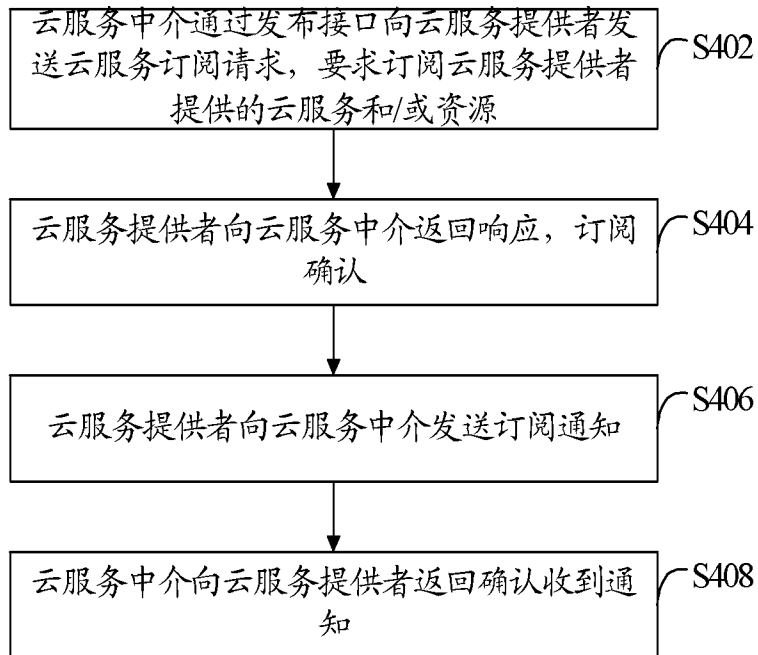 云服务中介通过发布接口向云服务提供者发
送云服务订阅请求，要求订阅云服务提供者
提供的云服务和/或资源
S402
云服务提供者向云服务中介返回响应，订阅
确认
S404
云服务提供者向云服务中介发送订阅通知
S406
云服务中介向云服务提供者返回确认收到通
知
S408